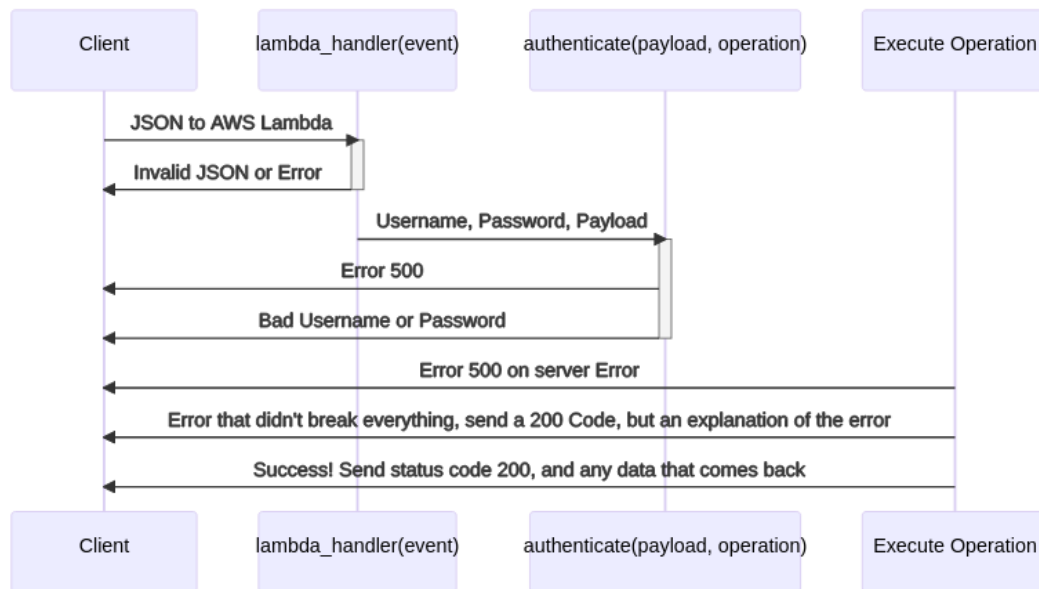 Client
lambda_handler(event)
authenticate(payload, operation)
Execute Operation
JSON to AWS Lambda
Invalid JSON or Error
Username, Password, Payload
Error 500
Bad Username or Password
Error 500 on server Error
Error that didn't break everything, send a 200 Code, but an explanation of the error
Success! Send status code 200, and any data that comes back
Client
lambda_handler(event)
authenticate(payload, operation)
Execute Operation